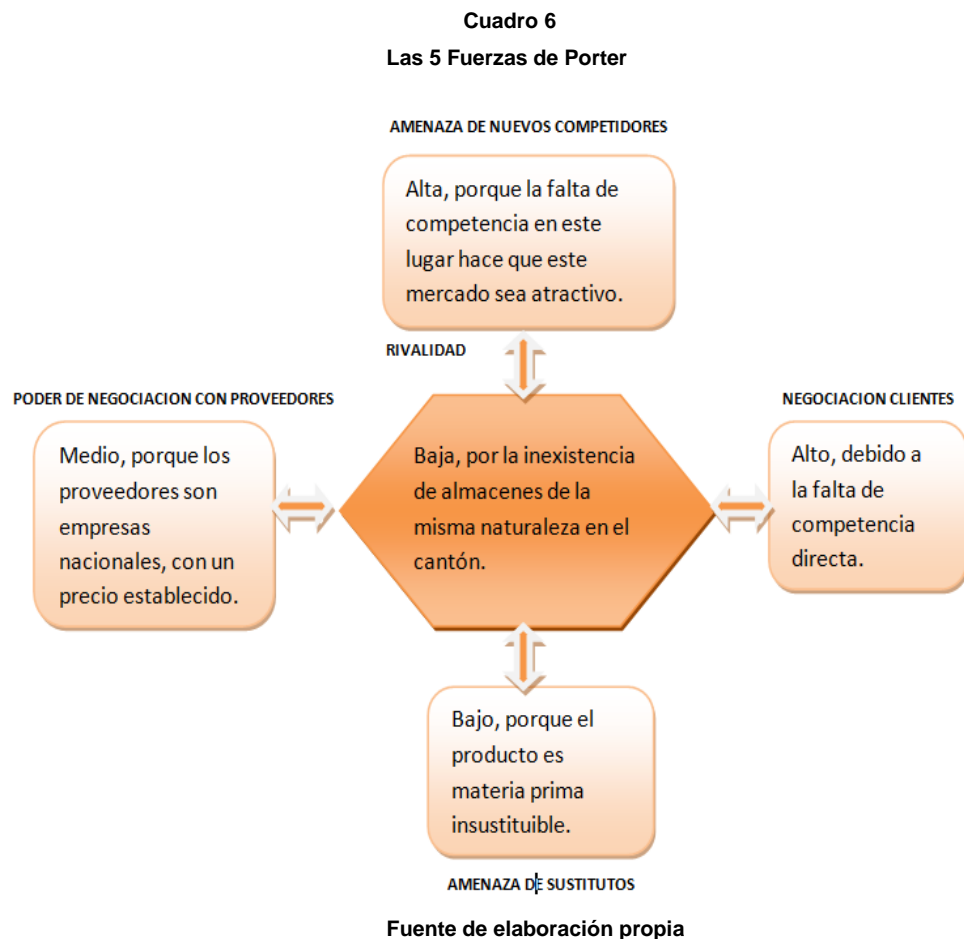 Cuadro 6
Las 5 Fuerzas de Porter
AMENAZA DE NUEVOS COMPETIDORES
Alta, porque la falta de
competencia en este
lugar hace que este
mercado sea atractivo.
RIVALIDAD
PODER DE NEGOCIACION CON PROVEEDORES
Medio, porque los
proveedores son
empresas
nacionales, con un
precio establecido.
Baja, por la inexistencia
de almacenes de la
misma naturaleza en el
cantón.
NEGOCIACION CLIENTES
Alto, debido a
la falta de
competencia
directa.
Bajo, porque el
producto es
materia prima
insustituible.
AMENAZA DE SUSTITUTOS
Fuente de elaboración propia